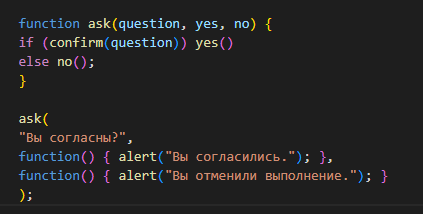 function ask(question, yes, no) {
if (confirm(question)) yes()
else no();
}

ask(
"Вы согласны?",
function() { alert("Вы согласились."); },
function() { alert("Вы отменили выполнение."); }
);